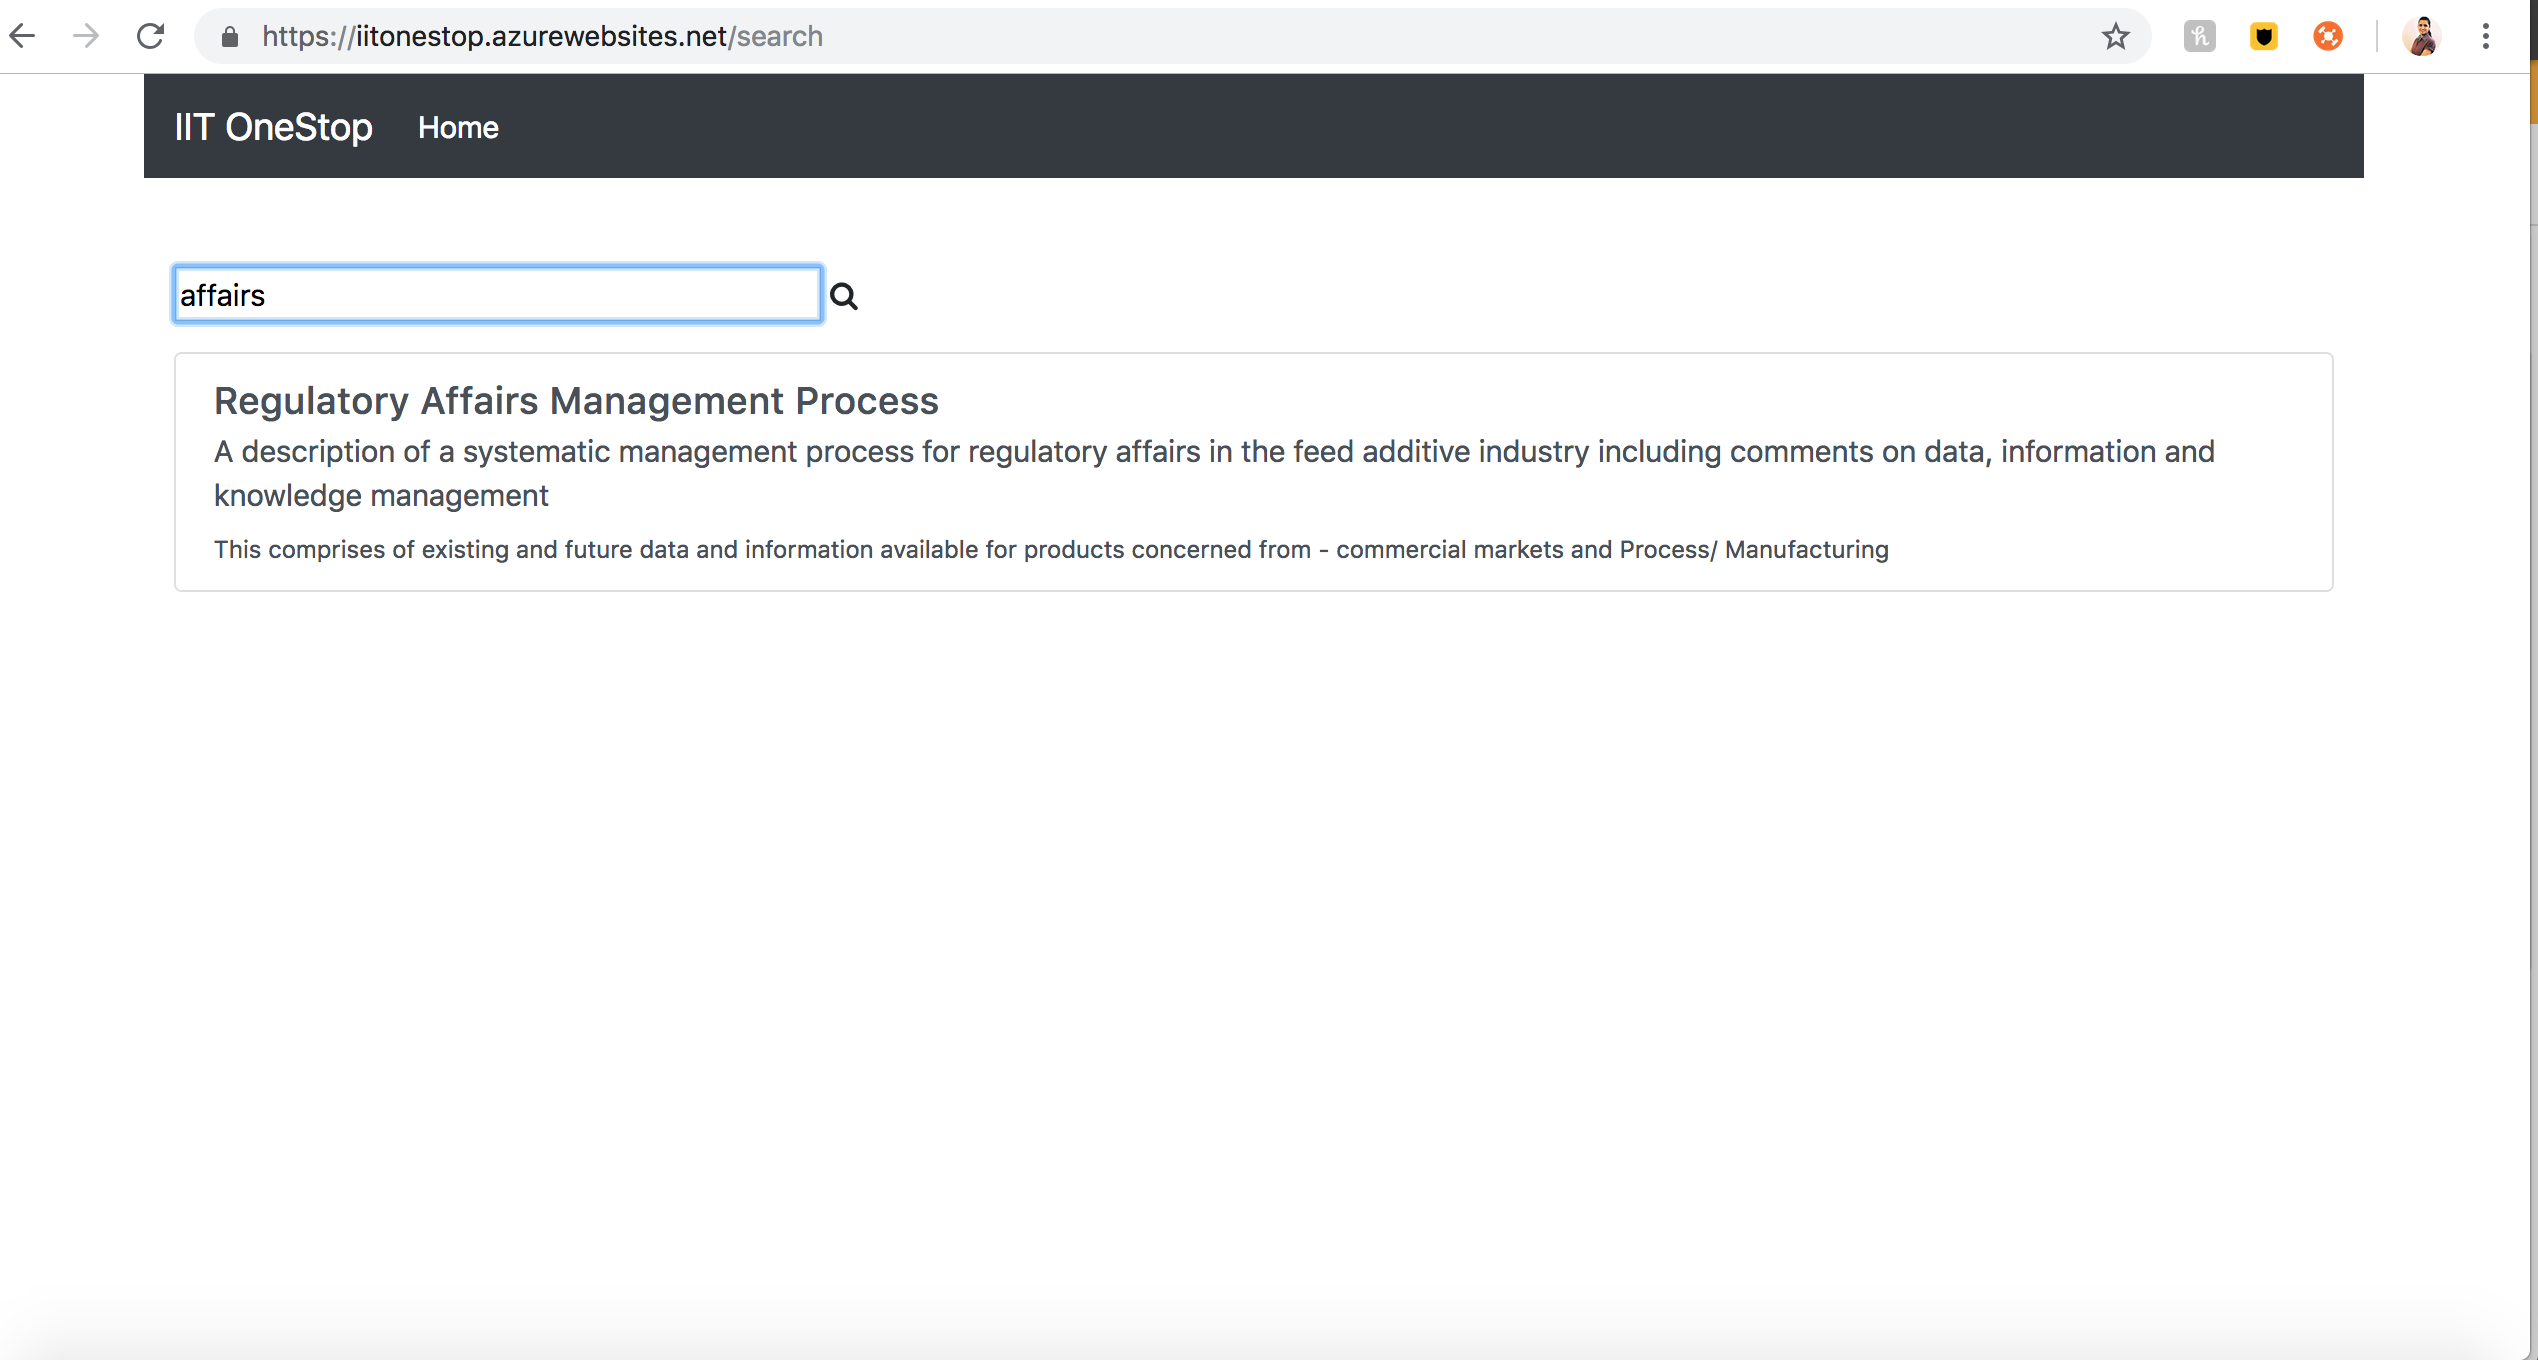 https://iitonestop.azurewebsites.net/search
IIT OneStop Home
affairs
Regulatory Affairs Management Process
A description of a systematic management process for regulatory affairs in the feed additive industry including comments on data, information and
knowledge management
This comprises of existing and future data and information available for products concerned from - commercial markets and Process/ Manufacturing